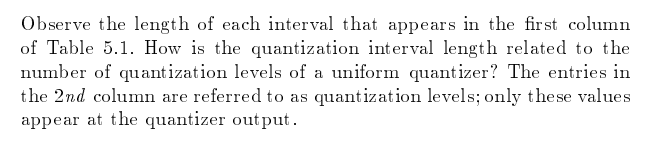 Observe the length of each interval that appears in the first column
of Table 5.1. How is the quantization interval length related to the
number of quantization levels of a uniform quantizer? The entries in
the 2nd column are referred to as quantization levels; only these values
appear at the quantizer output.